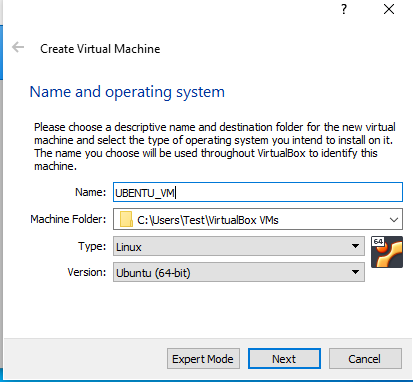 ?
Create Virtual Machine
Name and operating system
Please choose a descriptive name and destination folder for the new virtual
machine and select the type of operating system you intend to install on it.
The name you choose will be used throughout VirtualBox to identify this
machine.
Name: UBENTU_VM
Machine Folder: C:\Users\Test\VirtualBox VMs
Type: Linux
64
Version: Ubuntu (64-bit)
Expert Mode Next Cancel